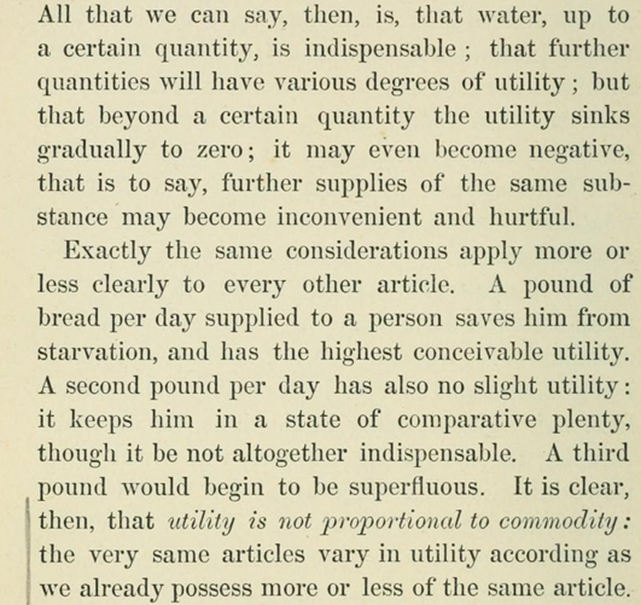 All that we can say, then, is, that water, up to
a certain quantity, is indispensable ; that further
quantities will have various degrees of utility ; but
that beyond a certain quantity the utility sinks
gradually to zero ; it may even become negative,
that is to say, further supplies of the same sub-
stance may become inconvenient and hurtful.
Exactly the same considerations apply more or
less clearly to every other article. A pound of
bread per day supplied to a person saves him from
starvation, and has the highest conceivable utility.
A second pound per day has also no slight utility :
it keeps him in a state of comparative plenty,
though it be not altogether indispensable. A third
pound would begin to be superfluous. It is clear,
then, that utility is not proportional to commodity :
the very same articles vary in utility according as
we already possess more or less of the same article.